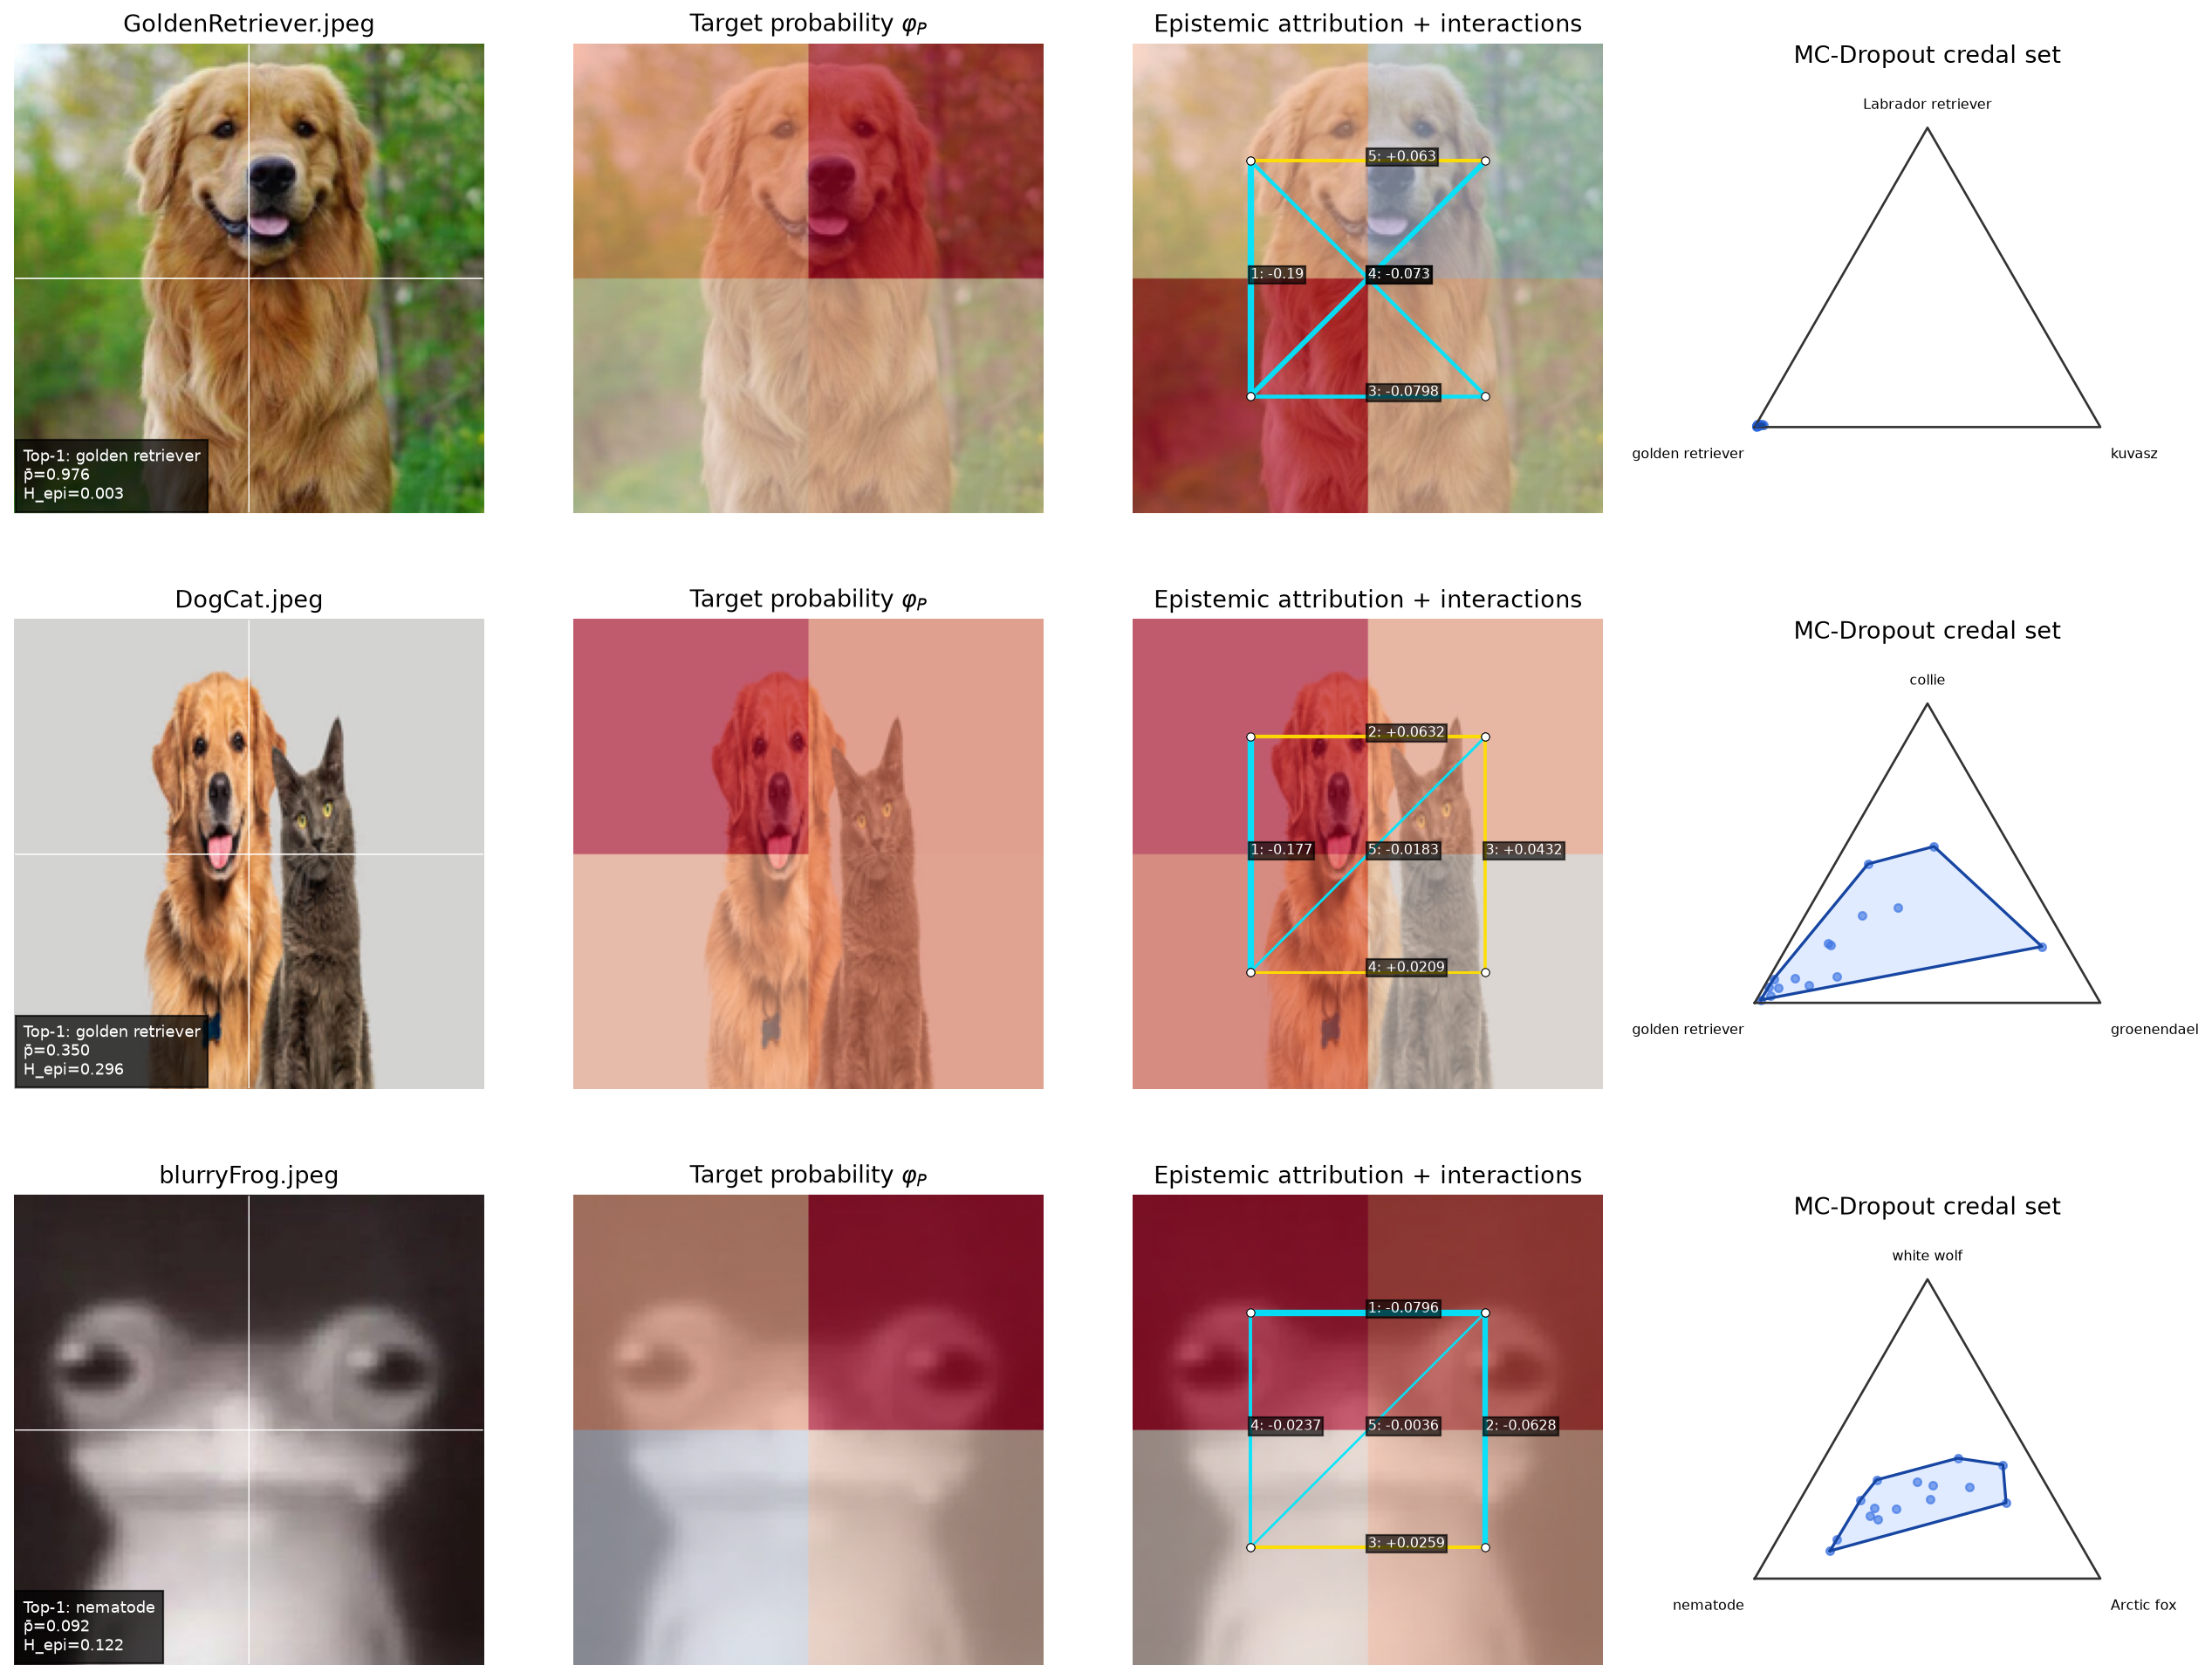 GoldenRetriever.jpeg
Target probability φP
Epistemic attribution + interactions
MC-Dropout credal set
Labrador retriever
5: +0.063
1: -0.19
4: -0.073
3: -0.0798
golden retriever
kuvasz
Top-1: golden retriever
p̄=0.976
H_epi=0.003
DogCat.jpeg
Target probability φP
Epistemic attribution + interactions
MC-Dropout credal set
collie
2: +0.0632
1: -0.177
5: -0.0183
3: +0.0432
4: +0.0209
golden retriever
groenendael
Top-1: golden retriever
p̄=0.350
H_epi=0.296
blurryFrog.jpeg
Target probability φP
Epistemic attribution + interactions
MC-Dropout credal set
white wolf
1: -0.0796
4: -0.0237
5: -0.0036
2: -0.0628
3: +0.0259
nematode
Arctic fox
Top-1: nematode
p̄=0.092
H_epi=0.122